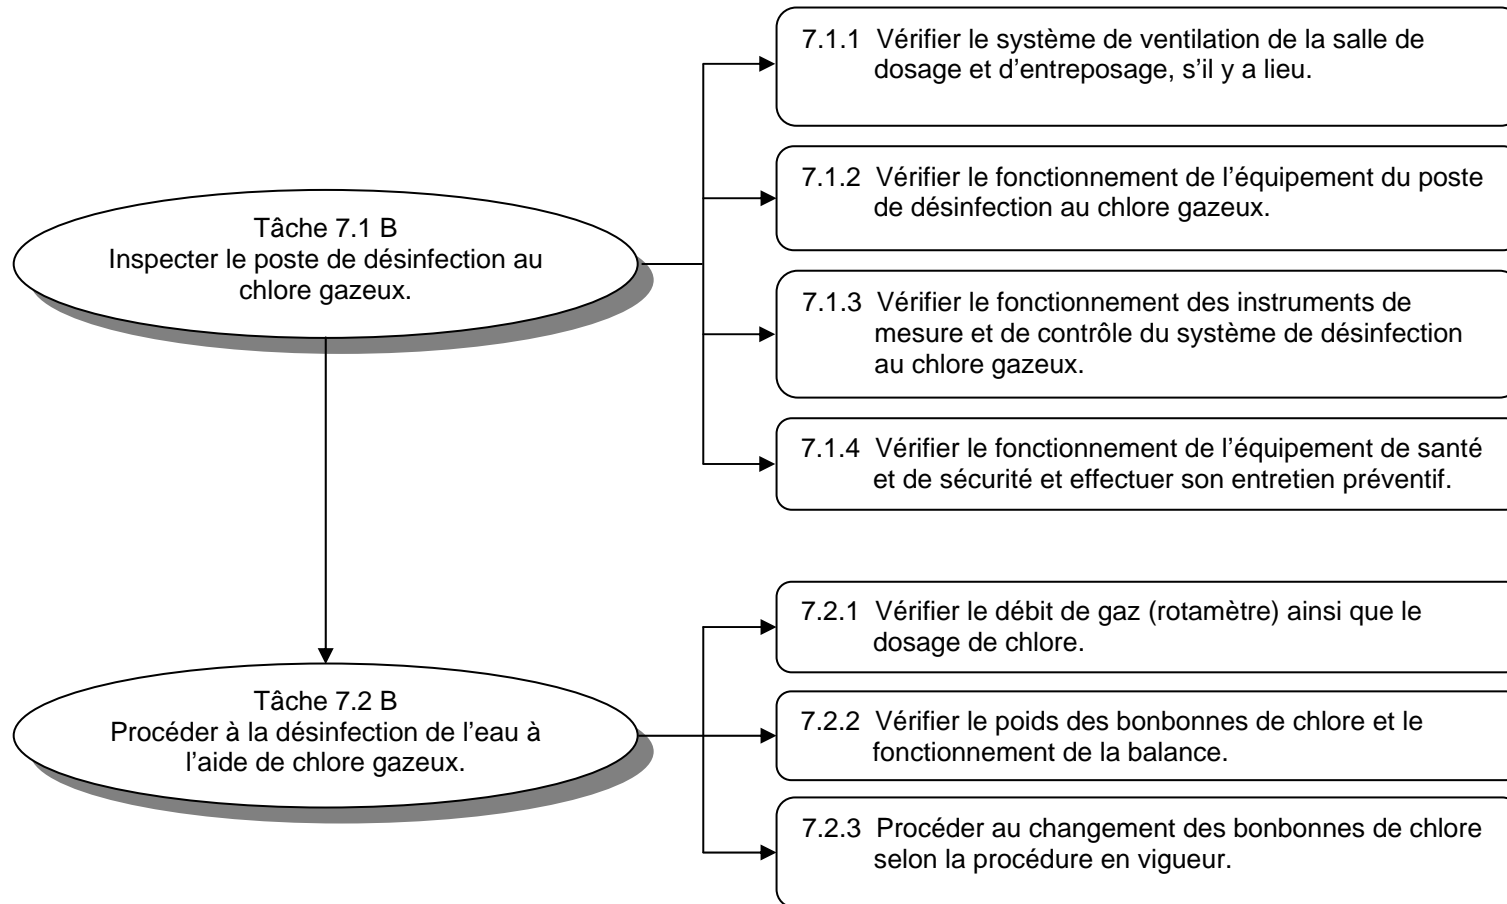 7.1.1 Vérifier le système de ventilation de la salle de
dosage et d’entreposage, s’il y a lieu.
7.1.2 Vérifier le fonctionnement de l’équipement du poste
de désinfection au chlore gazeux.
Tâche 7.1 B
Inspecter le poste de désinfection au
chlore gazeux.
7.1.3 Vérifier le fonctionnement des instruments de
mesure et de contrôle du système de désinfection
au chlore gazeux.
7.1.4 Vérifier le fonctionnement de l’équipement de santé
et de sécurité et effectuer son entretien préventif.
7.2.1 Vérifier le débit de gaz (rotamètre) ainsi que le
dosage de chlore.
Tâche 7.2 B
Procéder à la désinfection de l’eau à
l’aide de chlore gazeux.
7.2.2 Vérifier le poids des bonbonnes de chlore et le
fonctionnement de la balance.
7.2.3 Procéder au changement des bonbonnes de chlore
selon la procédure en vigueur.